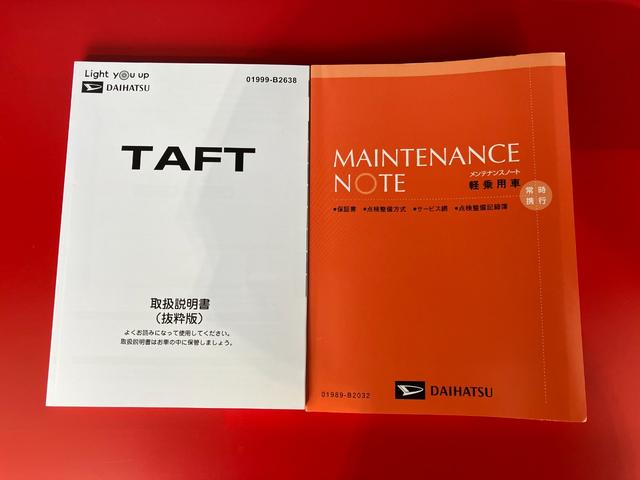 Light you up
DAIHATSU
01999-B2638
TAFT
取扱説明書
（抜粋版）
よくお読みになって使用してください。
取扱説明書はお車の中に保管しましょう。
MAINTENANCE
NOTE
メンテナンスノート
軽乗用車
常時
携行
●保証書 ●点検整備方式 ●サービス網 ●点検整備記録簿
01989-B2032
DAIHATSU